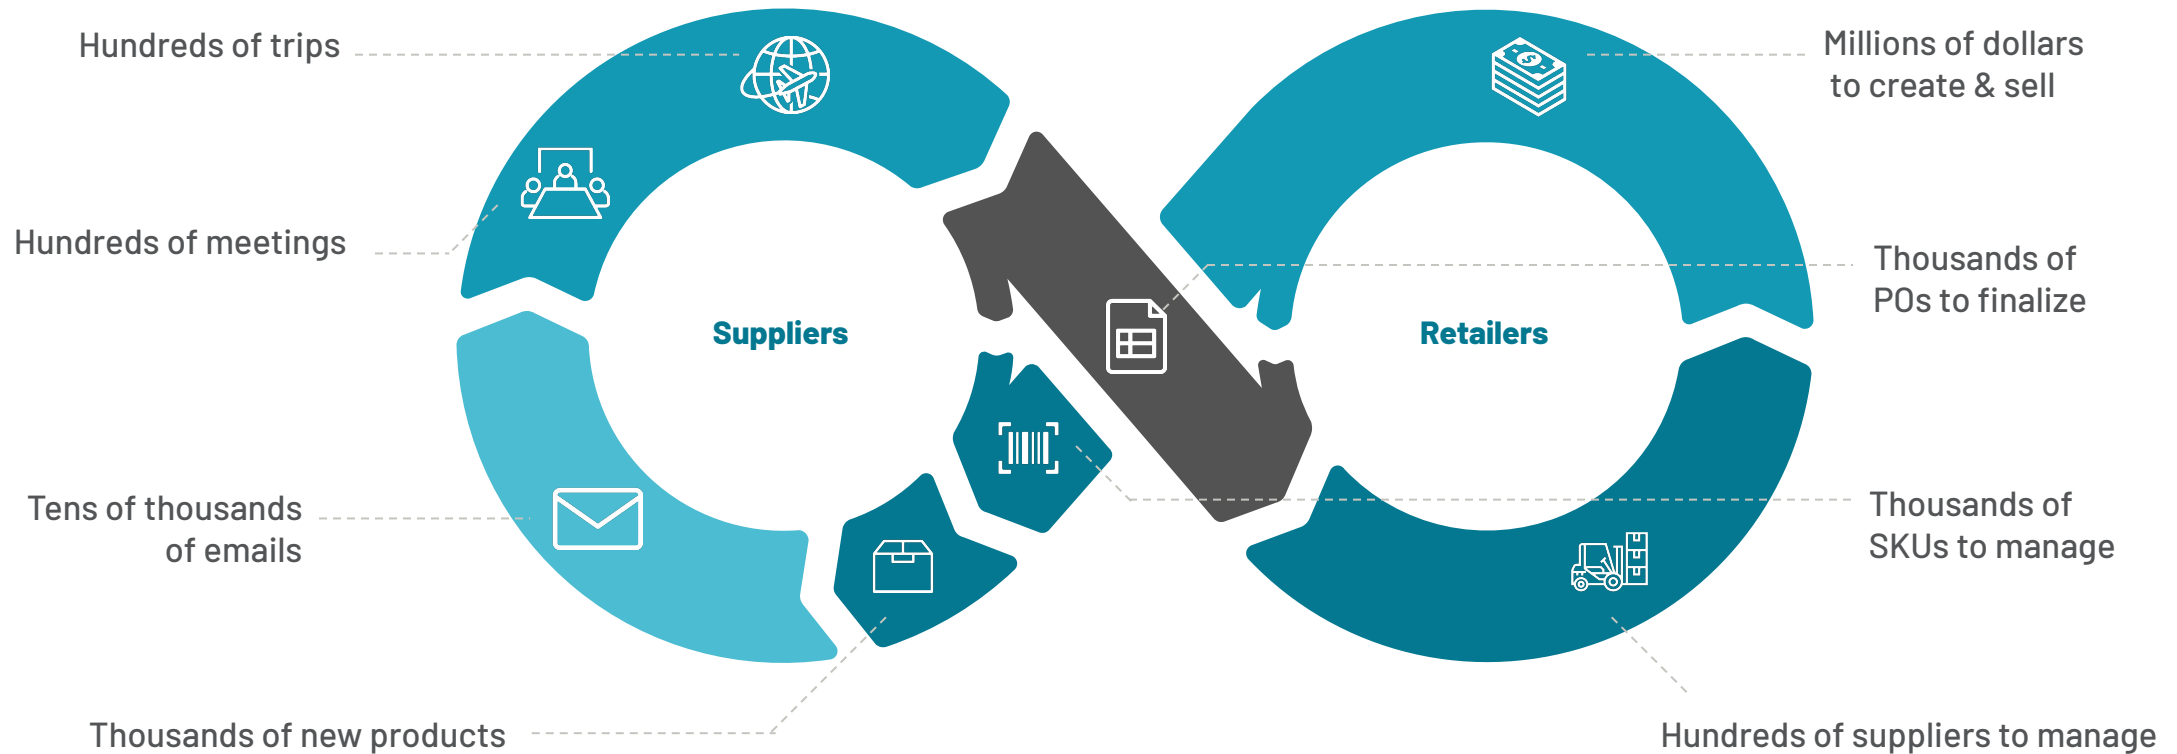 Hundreds of trips
Hundreds of meetings
Tens of thousands
of emails
Thousands of new products
Suppliers
Retailers
Millions of dollars
to create & sell
Thousands of
POs to finalize
Thousands of
SKUs to manage
Hundreds of suppliers to manage